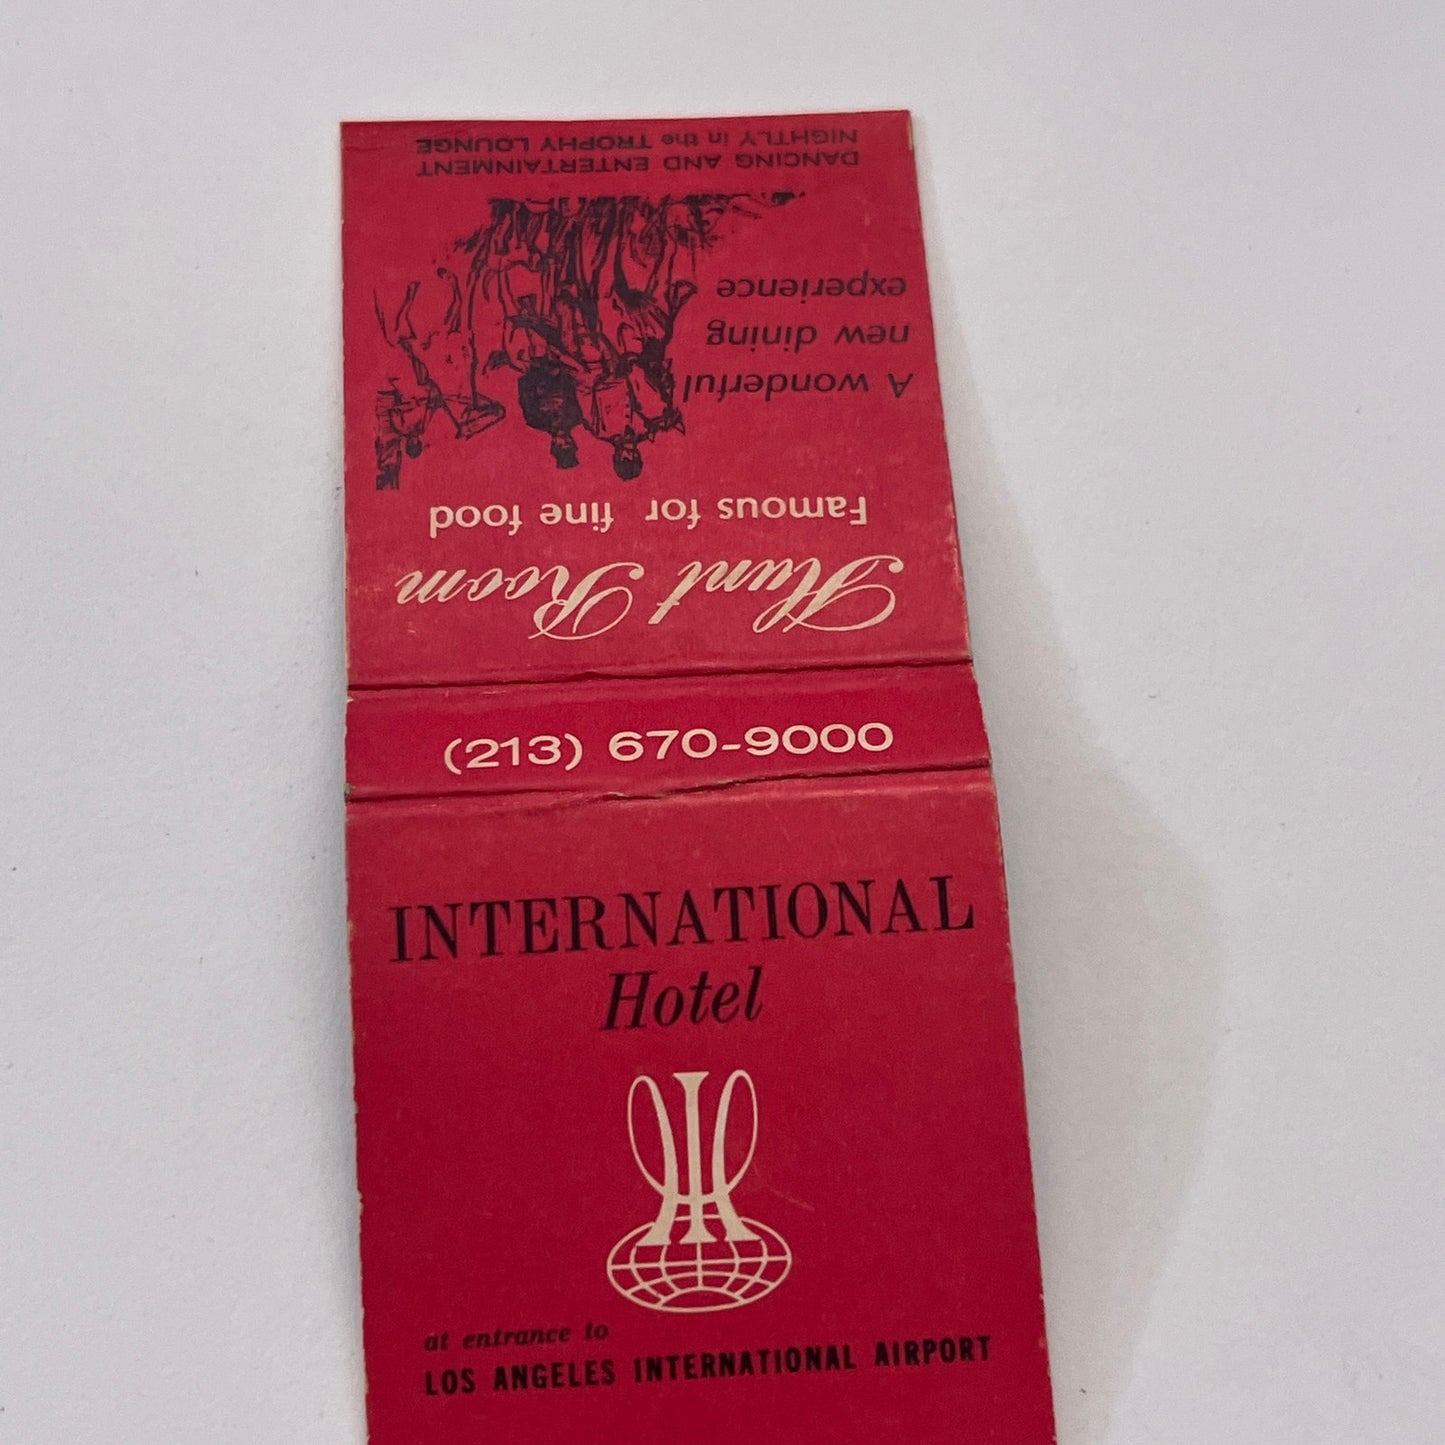 Hunt Room
Famous for fine food
A wonderful
new dining
experience
DANCING AND ENTERTAINMENT
NIGHTLY in the TROPHY LOUNGE
(213) 670-9000
INTERNATIONAL
Hotel
IH
at entrance to
LOS ANGELES INTERNATIONAL AIRPORT